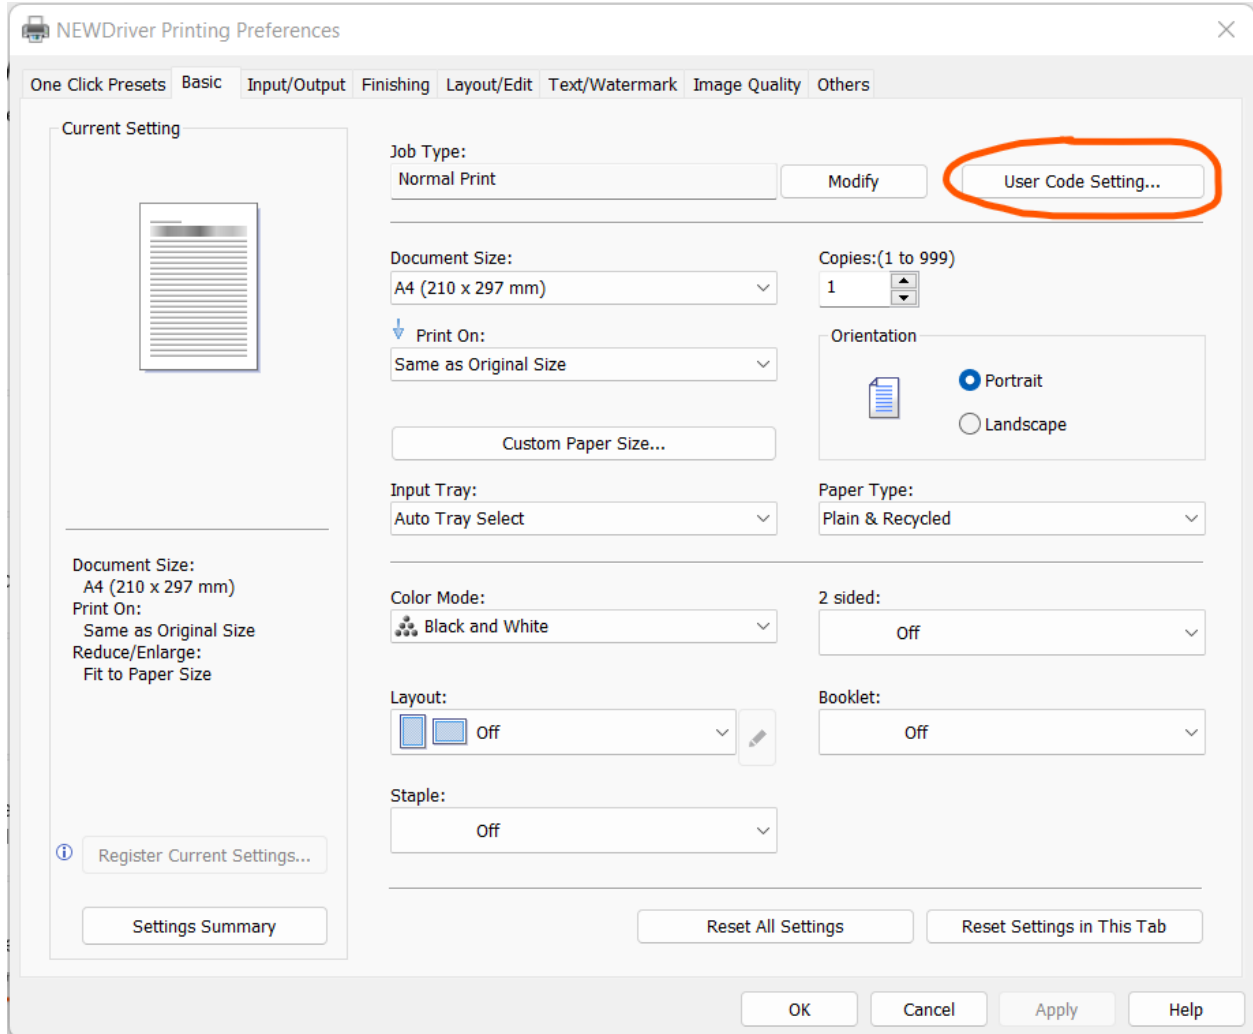 NEWDriver Printing Preferences
One Click Presets Basic Input/Output Finishing Layout/Edit Text/Watermark Image Quality Others
Current Setting
Job Type:
Normal Print
Modify
User Code Setting...
Document Size:
A4 (210 x 297 mm)
Copies:(1 to 999)
1
Print On:
Same as Original Size
Orientation
Portrait
Landscape
Custom Paper Size...
Input Tray:
Auto Tray Select
Paper Type:
Plain & Recycled
Document Size:
A4 (210 x 297 mm)
Print On:
Same as Original Size
Reduce/Enlarge:
Fit to Paper Size
Color Mode:
Black and White
2 sided:
Off
Layout:
Off
Booklet:
Off
Staple:
Off
Register Current Settings...
Settings Summary
Reset All Settings
Reset Settings in This Tab
OK
Cancel
Apply
Help